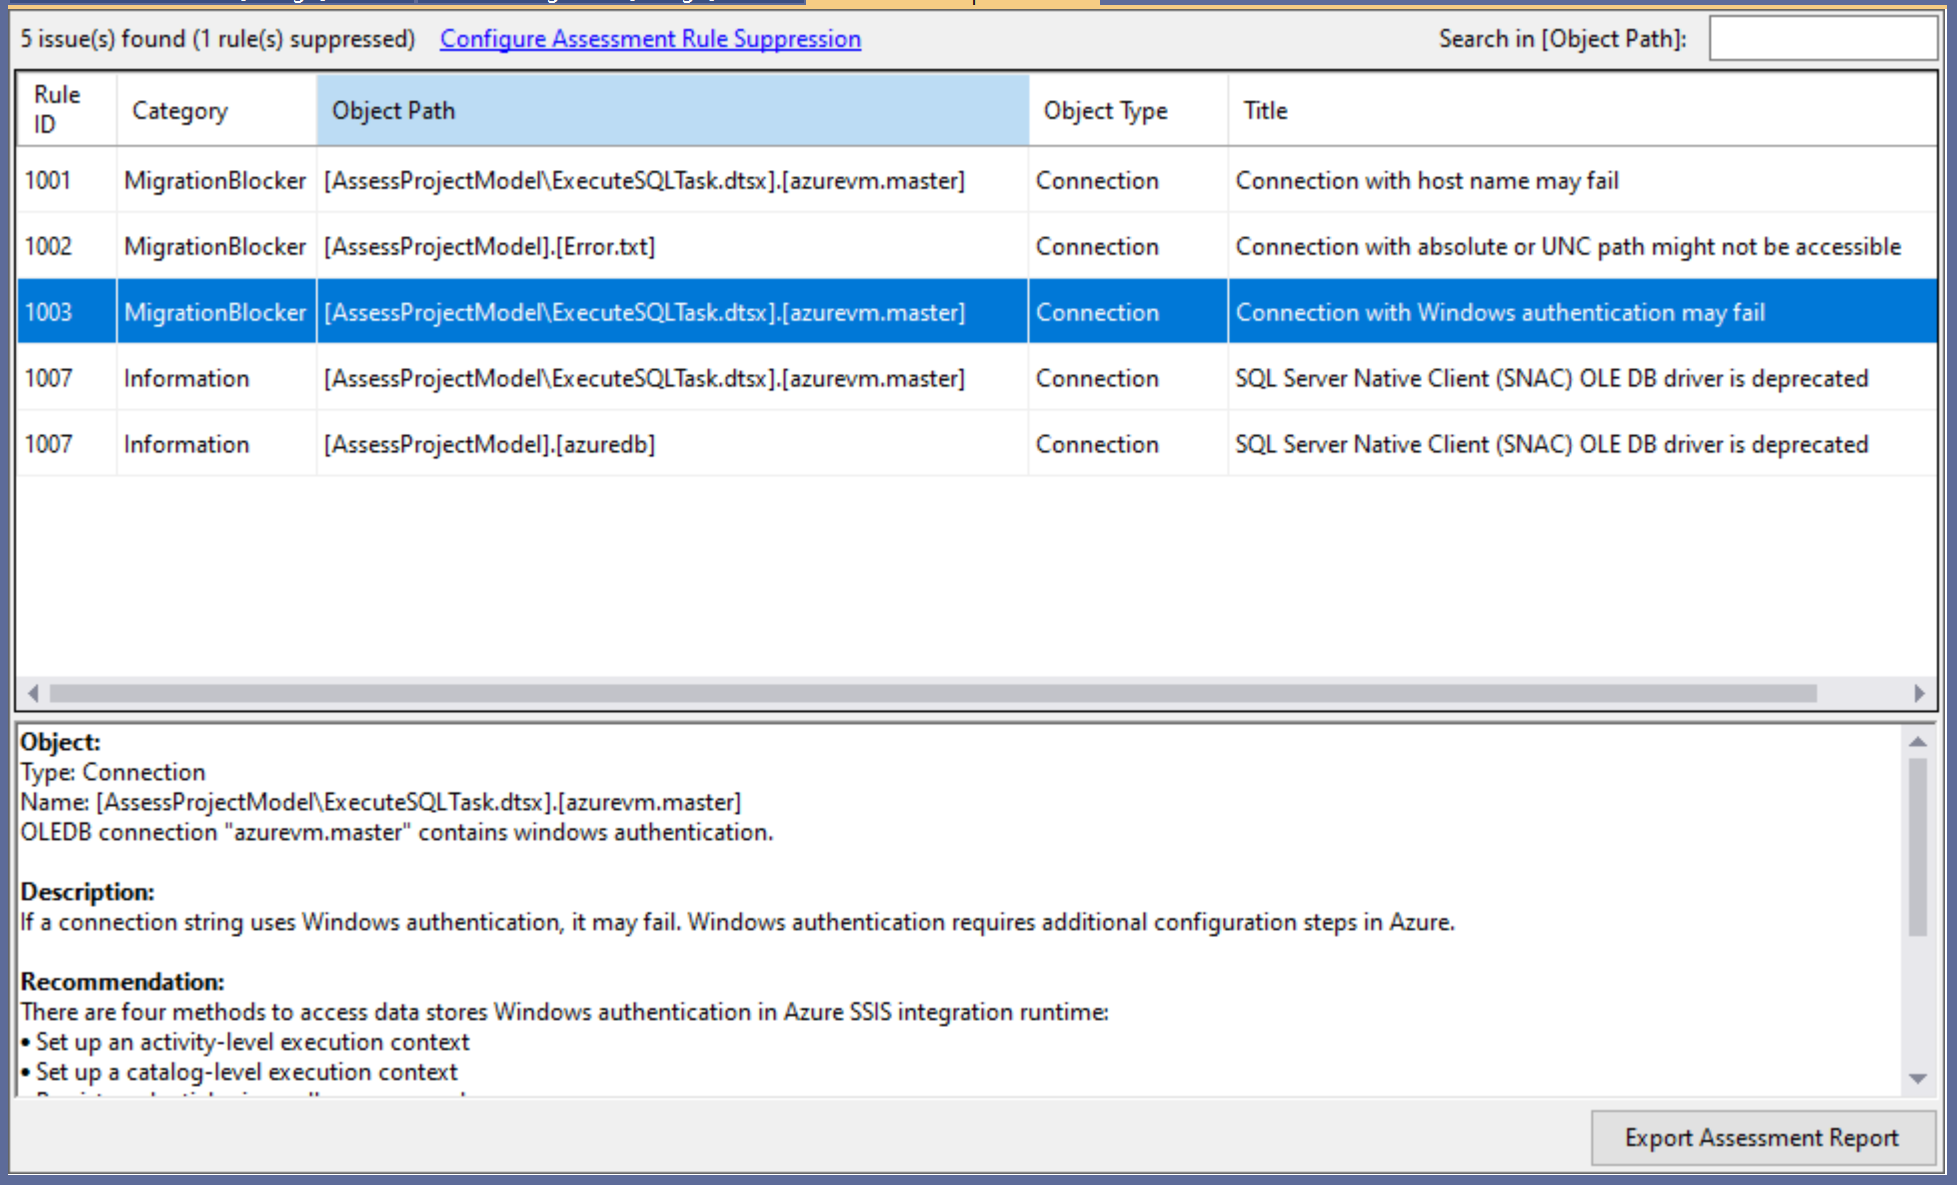 5 issue(s) found (1 rule(s) suppressed) Configure Assessment Rule Suppression Search in [Object Path]:
Rule ID Category Object Path Object Type Title
1001 MigrationBlocker [AssessProjectModel\ExecuteSQLTask.dtsx].[azurevm.master] Connection Connection with host name may fail
1002 MigrationBlocker [AssessProjectModel].[Error.txt] Connection Connection with absolute or UNC path might not be accessible
1003 MigrationBlocker [AssessProjectModel\ExecuteSQLTask.dtsx].[azurevm.master] Connection Connection with Windows authentication may fail
1007 Information [AssessProjectModel\ExecuteSQLTask.dtsx].[azurevm.master] Connection SQL Server Native Client (SNAC) OLE DB driver is deprecated
1007 Information [AssessProjectModel].[azuredb] Connection SQL Server Native Client (SNAC) OLE DB driver is deprecated
Object:
Type: Connection
Name: [AssessProjectModel\ExecuteSQLTask.dtsx].[azurevm.master]
OLEDB connection "azurevm.master" contains windows authentication.
Description:
If a connection string uses Windows authentication, it may fail. Windows authentication requires additional configuration steps in Azure.
Recommendation:
There are four methods to access data stores Windows authentication in Azure SSIS integration runtime:
• Set up an activity-level execution context
• Set up a catalog-level execution context
Export Assessment Report